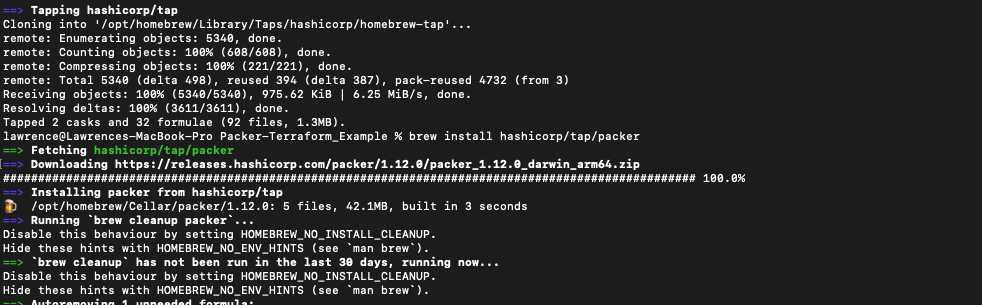 ==> Tapping hashicorp/tap
Cloning into '/opt/homebrew/Library/Taps/hashicorp/homebrew-tap'...
remote: Enumerating objects: 5340, done.
remote: Counting objects: 100% (608/608), done.
remote: Compressing objects: 100% (221/221), done.
remote: Total 5340 (delta 498), reused 394 (delta 387), pack-reused 4732 (from 3)
Receiving objects: 100% (5340/5340), 975.62 KiB | 6.25 MiB/s, done.
Resolving deltas: 100% (3611/3611), done.
Tapped 2 casks and 32 formulae (92 files, 1.3MB).
lawrence@Lawrences-MacBook-Pro Packer-Terraform_Example % brew install hashicorp/tap/packer
==> Fetching hashicorp/tap/packer
==> Downloading https://releases.hashicorp.com/packer/1.12.0/packer_1.12.0_darwin_arm64.zip
################################################################################################### 100.0%
==> Installing packer from hashicorp/tap
🍺 /opt/homebrew/Cellar/packer/1.12.0: 5 files, 42.1MB, built in 3 seconds
==> Running `brew cleanup packer`...
Disable this behaviour by setting HOMEBREW_NO_INSTALL_CLEANUP.
Hide these hints with HOMEBREW_NO_ENV_HINTS (see `man brew`).
==> `brew cleanup` has not been run in the last 30 days, running now...
Disable this behaviour by setting HOMEBREW_NO_INSTALL_CLEANUP.
Hide these hints with HOMEBREW_NO_ENV_HINTS (see `man brew`).
==> Autoremoving 1 unneeded formula: